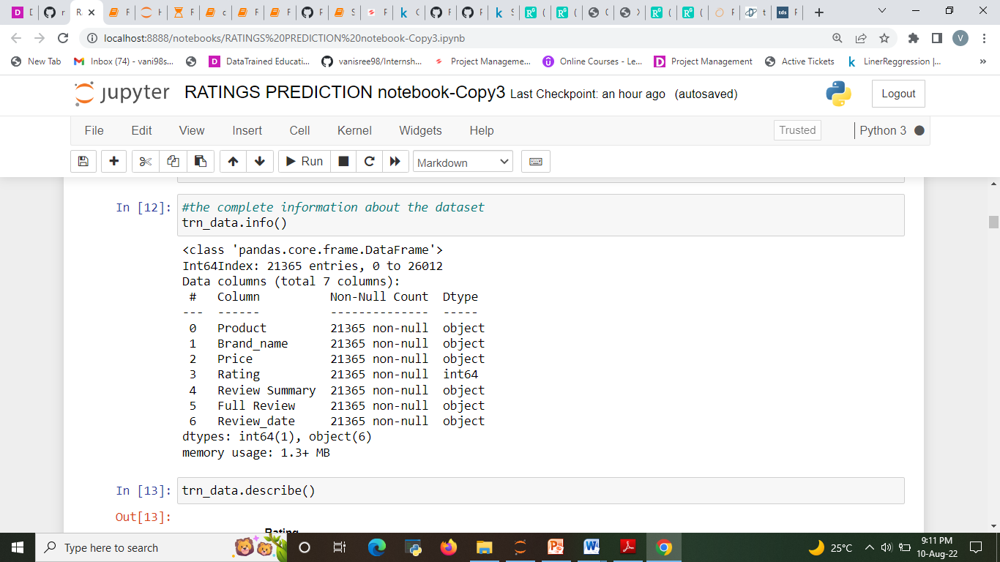 localhost:8888/notebooks/RATINGS%20PREDICTION%20notebook-Copy3.ipynb
V
New Tab
Inbox (74) - vani98s...
DataTrained Educati...
vanisree98/Internsh...
Project Manageme...
Online Courses - Le...
Project Management
Active Tickets
LinerReggression |...
»
jupyter RATINGS PREDICTION notebook-Copy3 Last Checkpoint: an hour ago (autosaved)
Logout
File Edit View Insert Cell Kernel Widgets Help
Trusted
Python 3
Run
Markdown
In [12]: #the complete information about the dataset
trn_data.info()
<class 'pandas.core.frame.DataFrame'>
Int64Index: 21365 entries, 0 to 26012
Data columns (total 7 columns):
# Column Non-Null Count Dtype
--- ------ -------------- -----
0 Product 21365 non-null object
1 Brand_name 21365 non-null object
2 Price 21365 non-null object
3 Rating 21365 non-null int64
4 Review Summary 21365 non-null object
5 Full Review 21365 non-null object
6 Review_date 21365 non-null object
dtypes: int64(1), object(6)
memory usage: 1.3+ MB
In [13]: trn_data.describe()
Out[13]:
Rating
Type here to search
25°C
9:11 PM
10-Aug-22